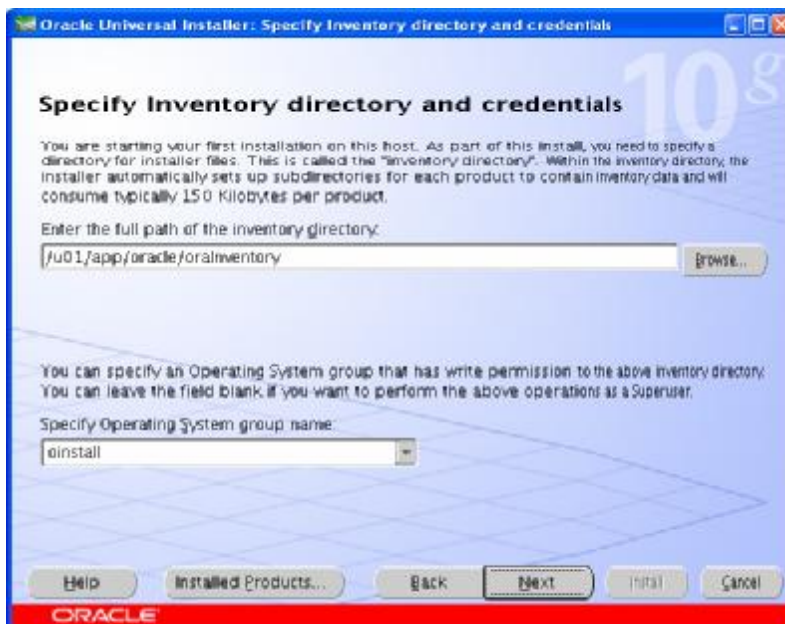 Oracle Universal Installer: Specify Inventory directory and credentials
10g
Specify Inventory directory and credentials
You are starting your first installation on this host. As part of this install, you need to specify a
directory for installer files. This is called the "inventory directory". Within the inventory directory, the
installer automatically sets up subdirectories for each product to contain inventory data and will
consume typically 150 Kilobytes per product.
Enter the full path of the inventory directory:
/u01/app/oracle/oraInventory
Browse...
You can specify an Operating System group that has write permission to the above inventory directory.
You can leave the field blank if you want to perform the above operations as a Superuser.
Specify Operating System group name:
oinstall
Help Installed Products... Back Next Install Cancel
ORACLE